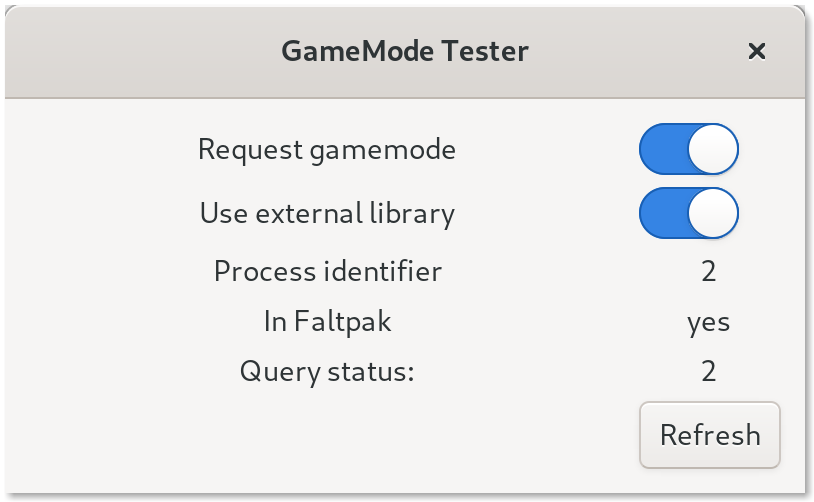 GameMode Tester
Request gamemode
Use external library
Process identifier 2
In Faltpak yes
Query status: 2
Refresh